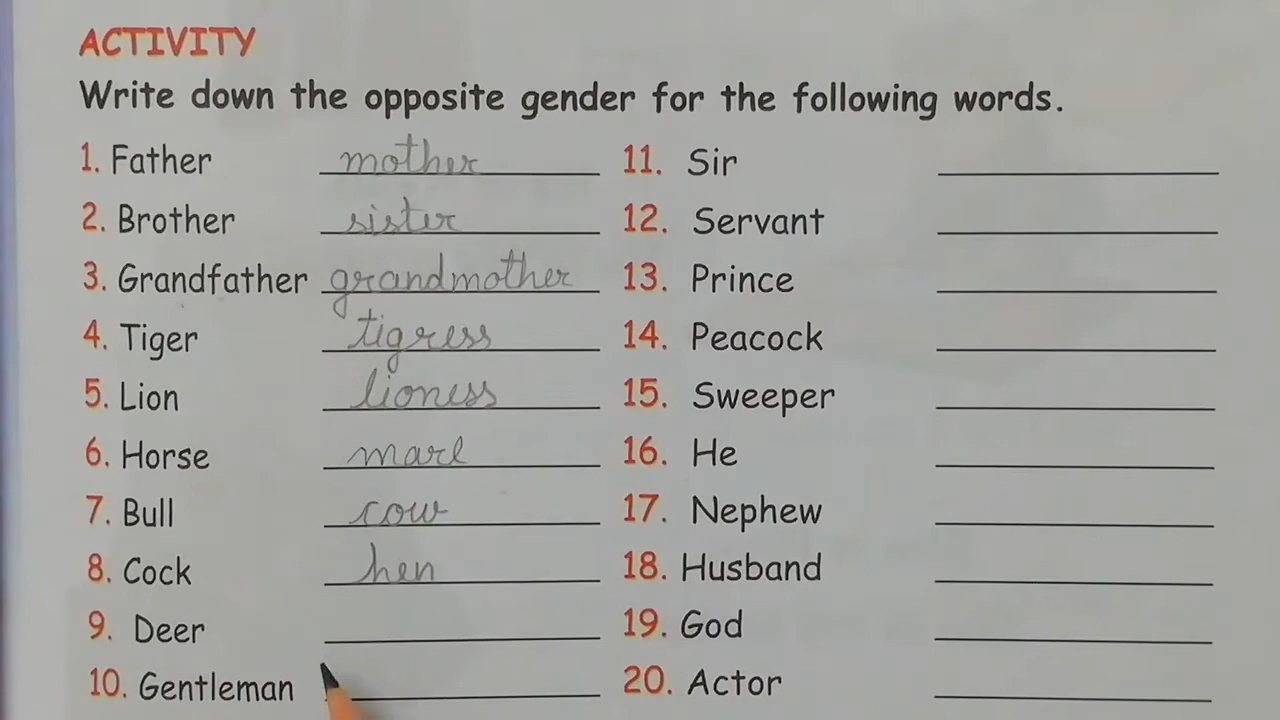 ACTIVITY
Write down the opposite gender for the following words.
1. Father mother
2. Brother sister
3. Grandfather grandmother
4. Tiger tigress
5. Lion lioness
6. Horse mare
7. Bull cow
8. Cock hen
9. Deer
10. Gentleman
11. Sir
12. Servant
13. Prince
14. Peacock
15. Sweeper
16. He
17. Nephew
18. Husband
19. God
20. Actor